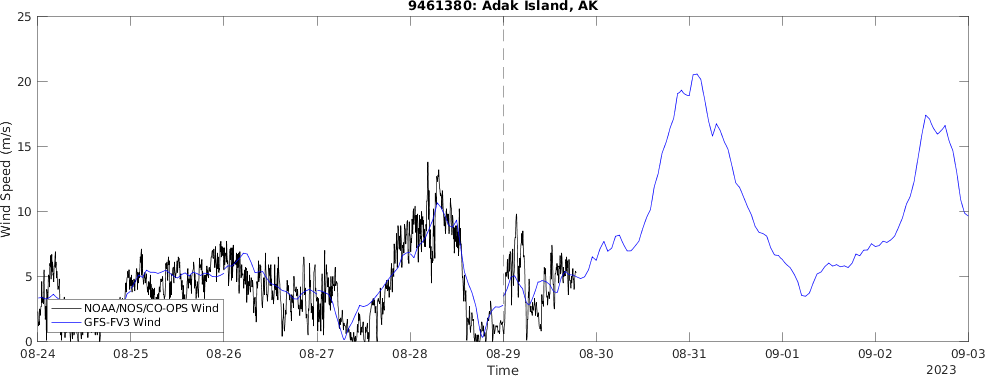 9461380: Adak Island, AK
25
20
15
10
5
0
Wind Speed (m/s)
NOAA/NOS/CO-OPS Wind
GFS-FV3 Wind
08-24 08-25 08-26 08-27 08-28 08-29 08-30 08-31 09-01 09-02 09-03
Time
2023